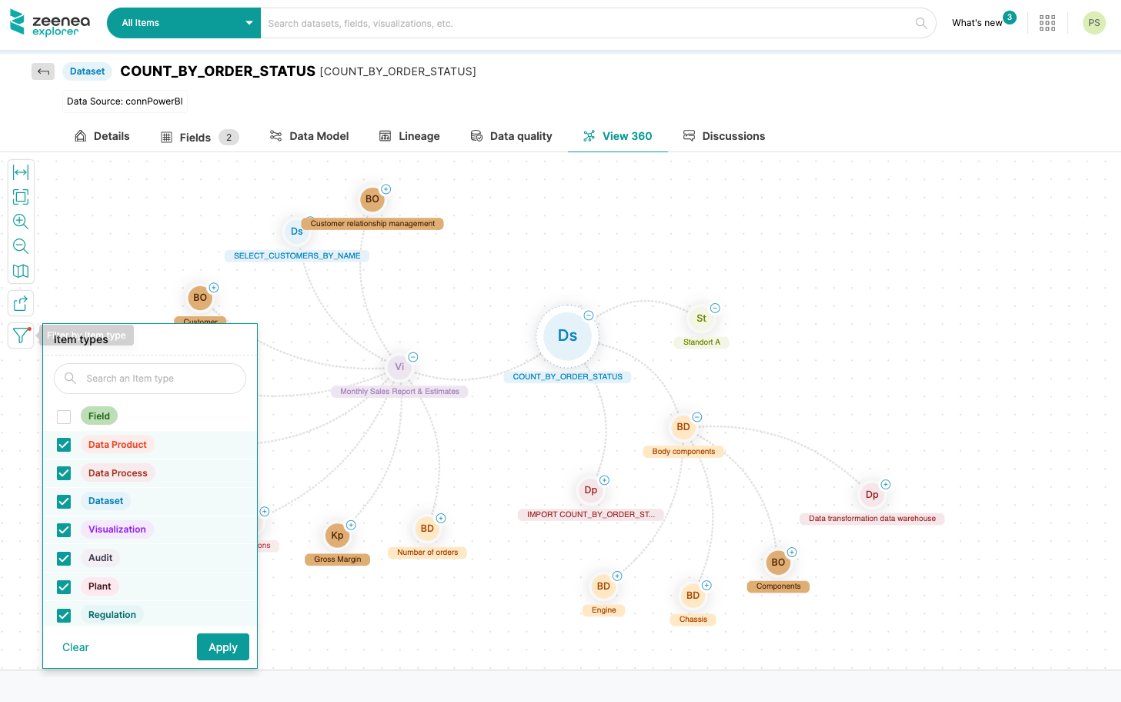 zeenea
explorer
All Items
Search datasets, fields, visualizations, etc.
What's new
3
PS
Dataset
COUNT_BY_ORDER_STATUS [COUNT_BY_ORDER_STATUS]
Data Source: connPowerBI
Details
Fields 2
Data Model
Lineage
Data quality
View 360
Discussions
BO
Customer relationship management
Ds
SELECT_CUSTOMERS_BY_NAME
BO
Customer
Ds
COUNT_BY_ORDER_STATUS
St
Standort A
Vi
Monthly Sales Report & Estimates
BD
Body components
Dp
IMPORT COUNT_BY_ORDER_ST...
Dp
Data transformation data warehouse
ons
Kp
Gross Margin
BD
Number of orders
BD
Engine
BD
Chassis
BO
Components
Filter by item type
Item types
Search an Item type
Field
Data Product
Data Process
Dataset
Visualization
Audit
Plant
Regulation
Clear
Apply